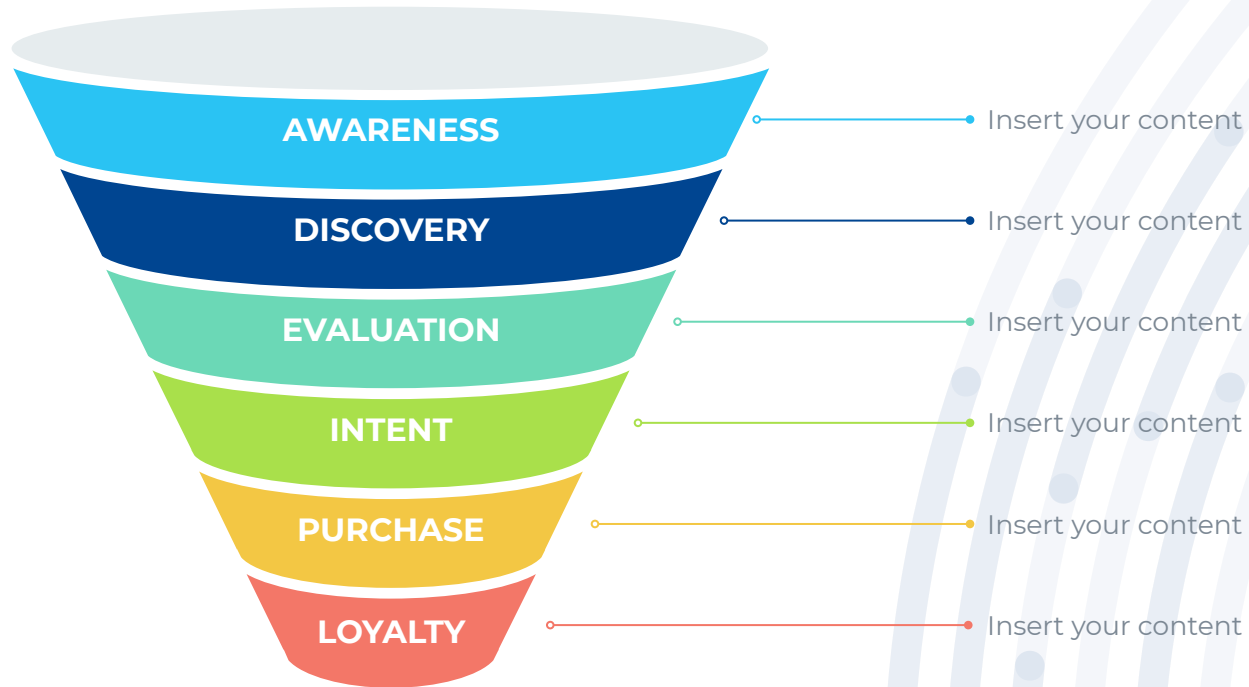 AWARENESS
Insert your content
DISCOVERY
Insert your content
EVALUATION
Insert your content
INTENT
Insert your content
PURCHASE
Insert your content
LOYALTY
Insert your content